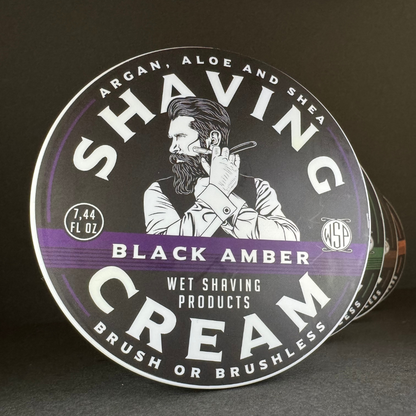 ARGAN, ALOE AND SHEA
SHAVING
7,44
FL OZ
WSP
BLACK AMBER
WET SHAVING
PRODUCTS
CREAM
BRUSH OR BRUSHLESS